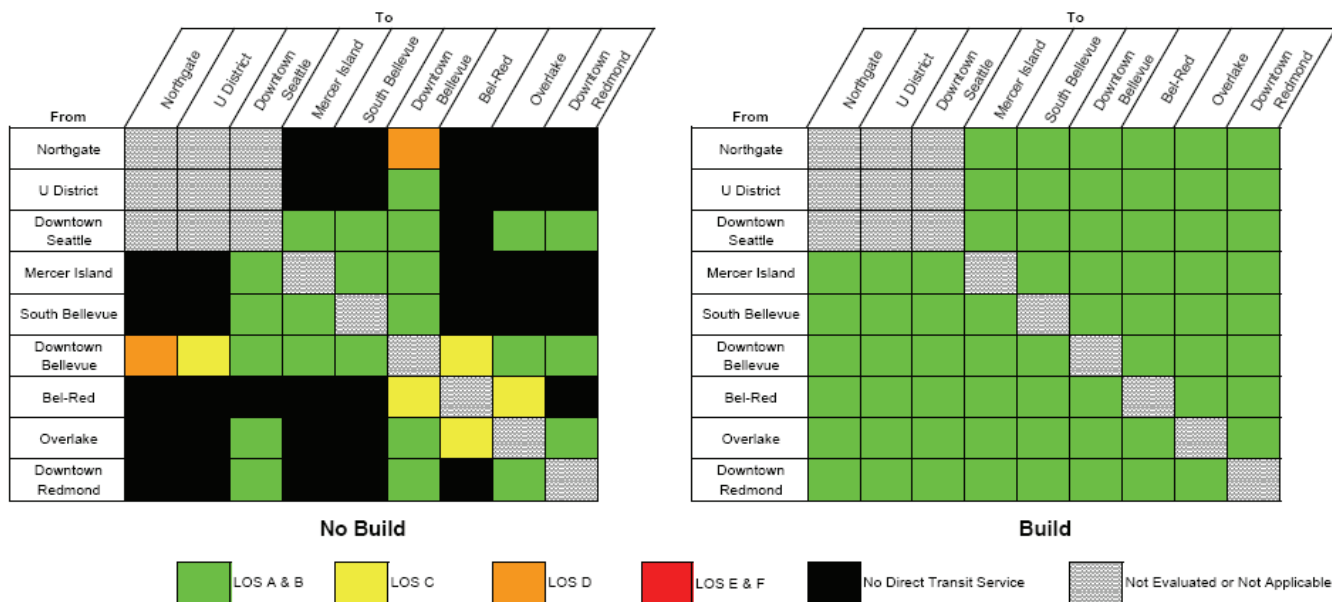 To
Northgate
U District
Downtown
Seattle
Mercer Island
South Bellevue
Downtown
Bellevue
Bel-Red
Overlake
Downtown
Redmond
From
Northgate
U District
Downtown
Seattle
Mercer Island
South Bellevue
Downtown
Bellevue
Bel-Red
Overlake
Downtown
Redmond
No Build
To
Northgate
U District
Downtown
Seattle
Mercer Island
South Bellevue
Downtown
Bellevue
Bel-Red
Overlake
Downtown
Redmond
From
Northgate
U District
Downtown
Seattle
Mercer Island
South Bellevue
Downtown
Bellevue
Bel-Red
Overlake
Downtown
Redmond
Build
LOS A & B
LOS C
LOS D
LOS E & F
No Direct Transit Service
Not Evaluated or Not Applicable